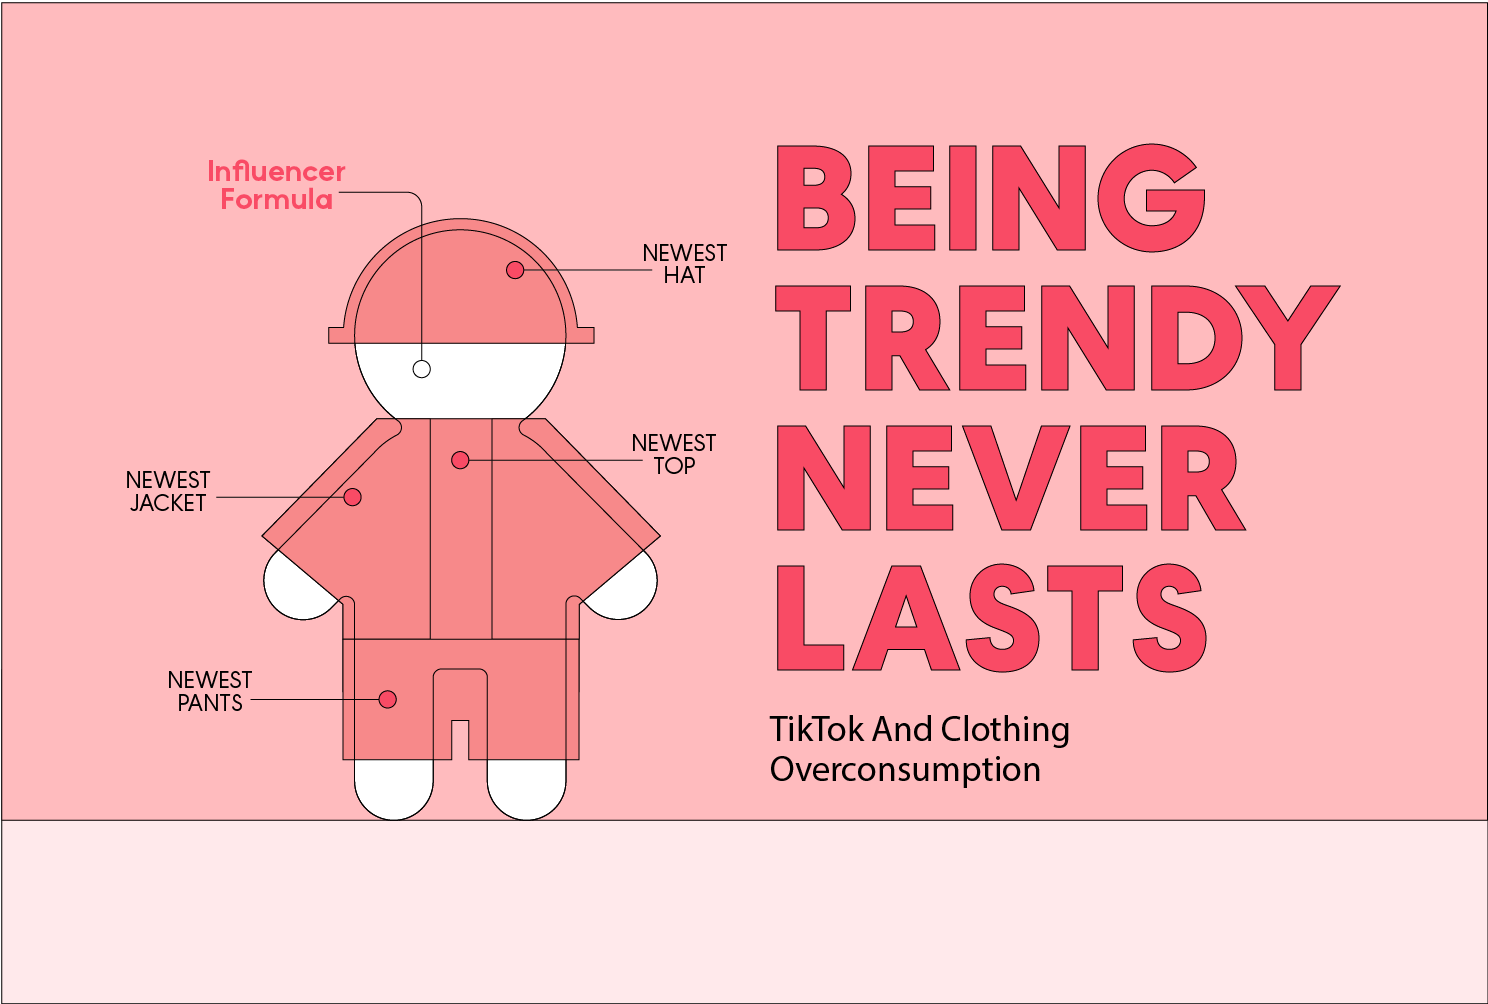 Influencer
Formula
NEWEST
HAT
NEWEST
TOP
NEWEST
JACKET
NEWEST
PANTS
BEING
TRENDY
NEVER
LASTS
TikTok And Clothing
Overconsumption